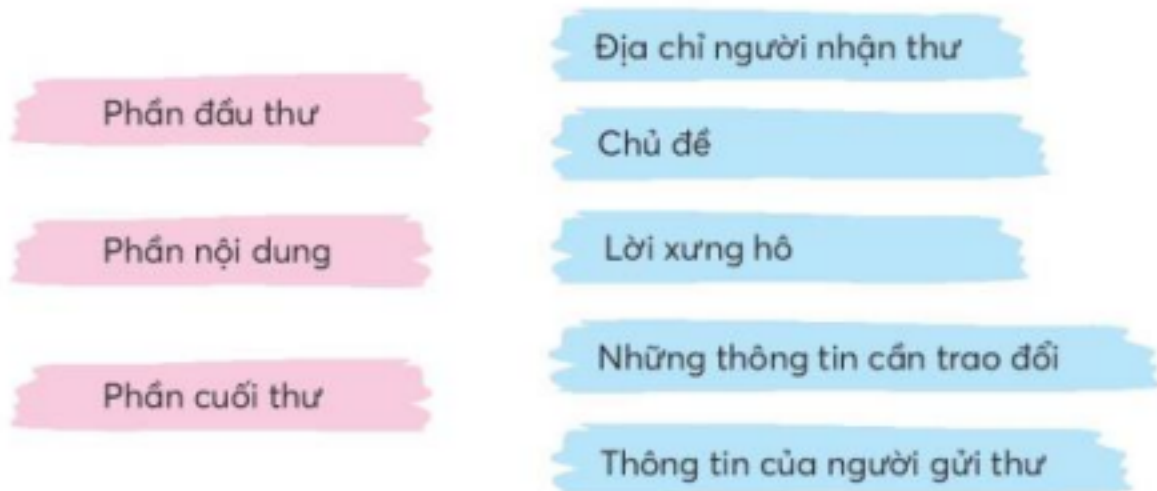 Phần đầu thư
Phần nội dung
Phần cuối thư
Địa chỉ người nhận thư
Chủ đề
Lời xưng hô
Những thông tin cần trao đổi
Thông tin của người gửi thư